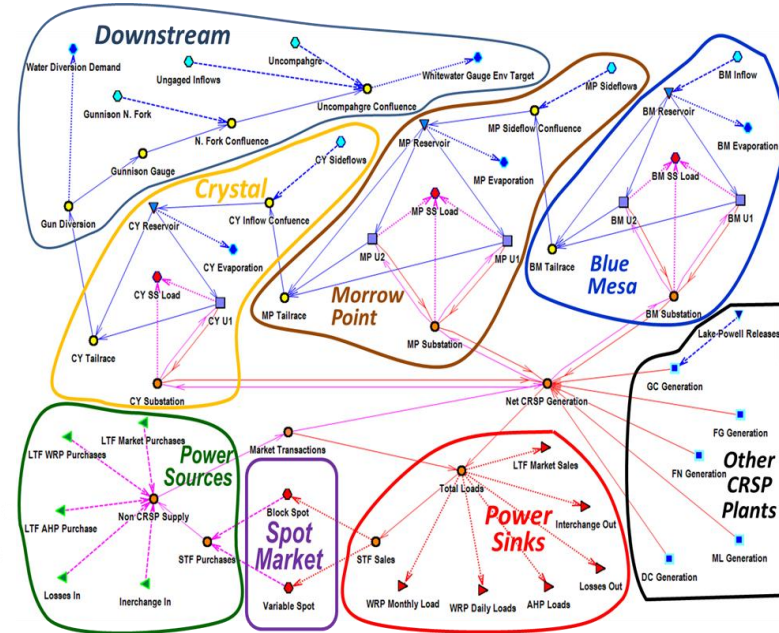 Downstream
Water Diversion Demand
Ungaged Inflows
Uncompahgre
Whitewater Gauge Env Target
Gunnison N. Fork
Uncompahgre Confluence
N. Fork Confluence
Gunnison Gauge
Gun Diversion
MP Sideflows
MP Sideflow Confluence
MP Reservoir
MP Evaporation
MP SS Load
MP U2
MP U1
MP Tailrace
Morrow
Point
MP Substation
BM Inflow
BM Reservoir
BM Evaporation
BM SS Load
BM U2
BM U1
BM Tailrace
Blue
Mesa
BM Substation
Crystal
CY Sideflows
CY Inflow Confuence
CY Reservoir
CY Evaporation
CY SS Load
CY U1
CY Tailrace
CY Substation
Net CRSP Generation
Lake-Powell Releases
GC Generation
FG Generation
FN Generation
Other
CRSP
Plants
ML Generation
DC Generation
LTF Market Purchases
LTF WRP Purchases
Power
Sources
Non CRSP Supply
LTF AHP Purchase
STF Purchases
Losses In
Inerchange In
Market Transactions
Block Spot
Spot
Market
Variable Spot
Total Loads
LTF Market Sales
Interchange Out
Power
Sinks
STF Sales
Losses Out
WRP Monthly Load
WRP Daily Loads
AHP Loads